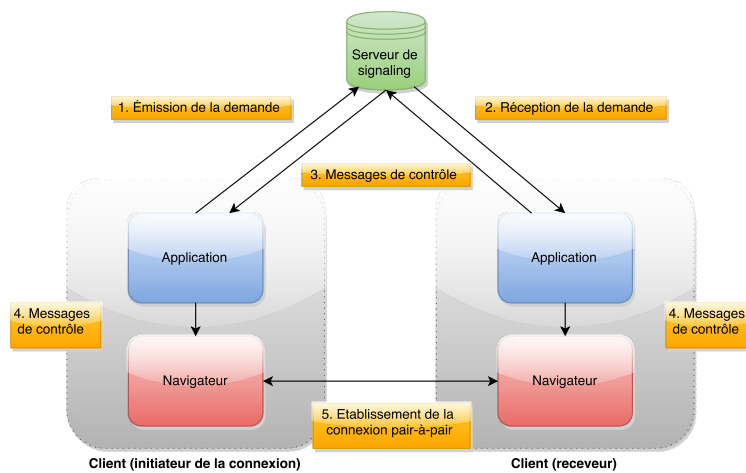 Serveur de
signaling
1. Émission de la demande
2. Réception de la demande
3. Messages de contrôle
Application
Application
4. Messages
de contrôle
4. Messages
de contrôle
Navigateur
Navigateur
5. Etablissement de la
connexion pair-à-pair
Client (initiateur de la connexion)
Client (receveur)